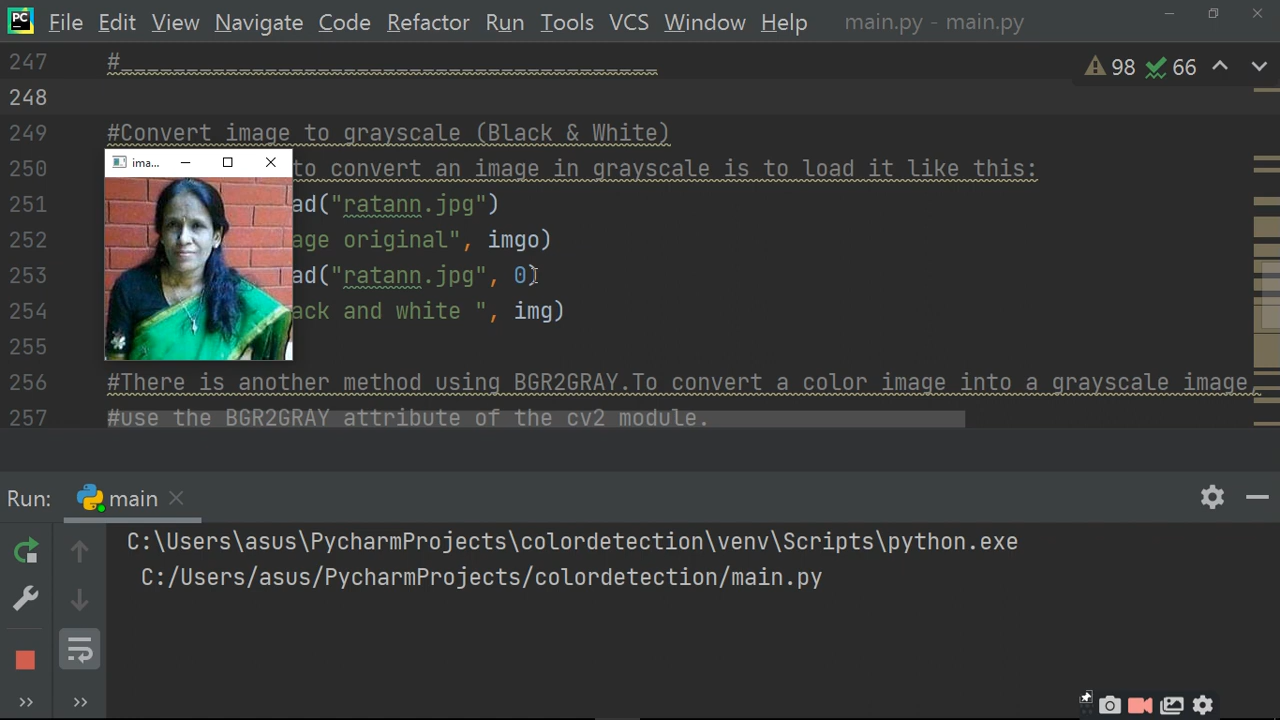 PC File Edit View Navigate Code Refactor Run Tools VCS Window Help main.py - main.py
247 #_________________________________________
98 66
248
249 #Convert image to grayscale (Black & White)
ima...
250 to convert an image in grayscale is to load it like this:
251 ad("ratann.jpg")
252 age original", imgo)
253 ad("ratann.jpg", 0)
254 ack and white ", img)
255
256 #There is another method using BGR2GRAY.To convert a color image into a grayscale image,
257 #use the BGR2GRAY attribute of the cv2 module.
Run: main
C:\Users\asus\PycharmProjects\colordetection\venv\Scripts\python.exe
C:/Users/asus/PycharmProjects/colordetection/main.py